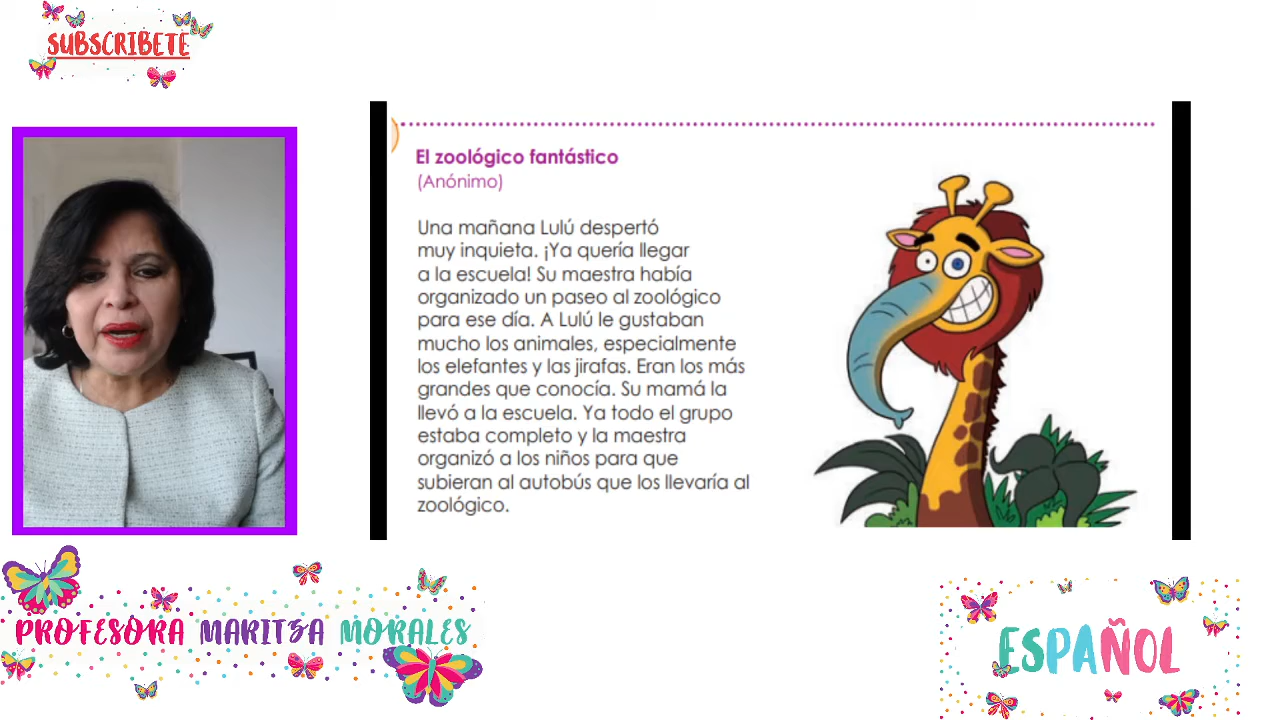 SUBSCRIBETE
El zoológico fantástico
(Anónimo)
Una mañana Lulú despertó
muy inquieta. ¡Ya quería llegar
a la escuela! Su maestra había
organizado un paseo al zoológico
para ese día. A Lulú le gustaban
mucho los animales, especialmente
los elefantes y las jirafas. Eran los más
grandes que conocía. Su mamá la
llevó a la escuela. Ya todo el grupo
estaba completo y la maestra
organizó a los niños para que
subieran al autobús que los llevaría al
zoológico.
PROFESORA MARITZA MORALES
ESPAÑOL